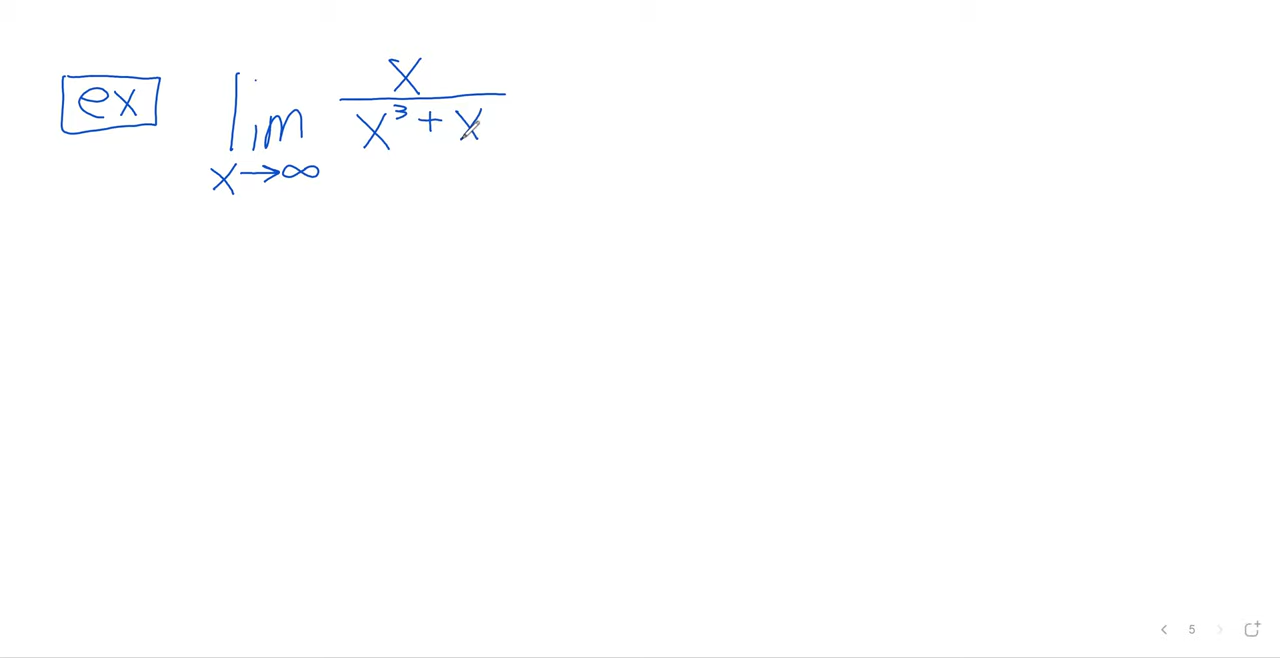 ex lim x→∞ x / (x³ + x)
5